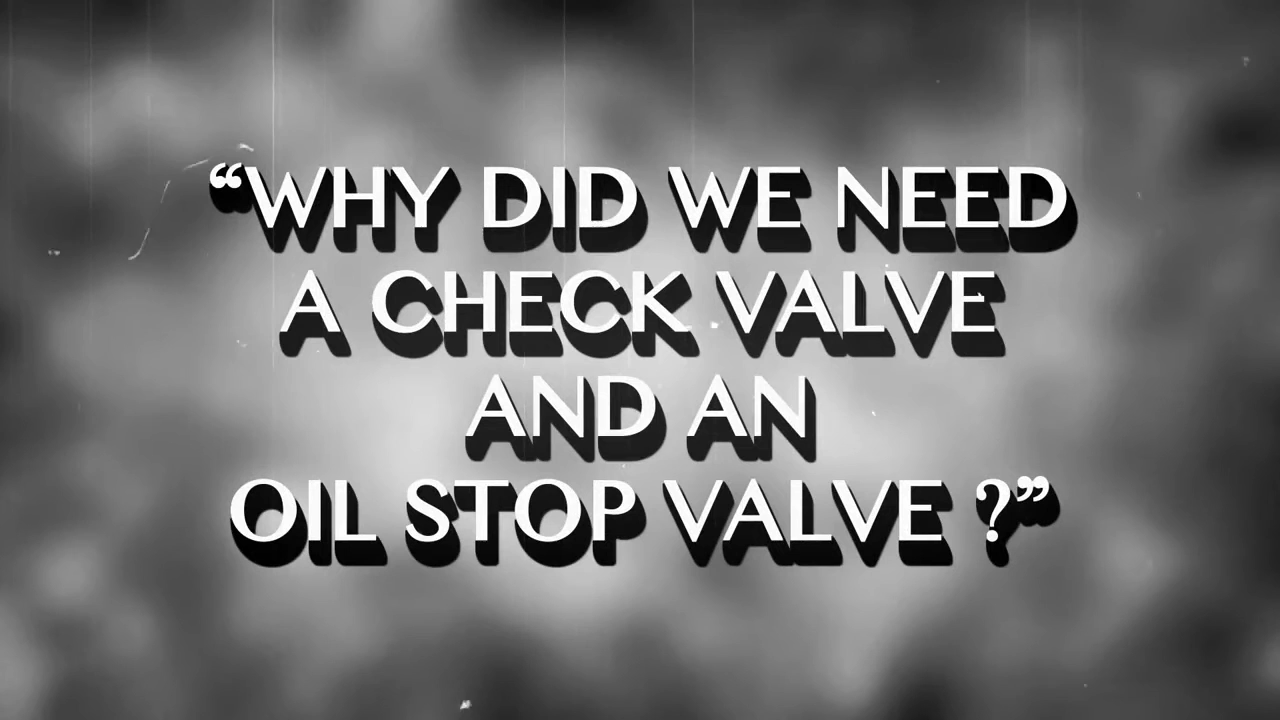 “WHY DID WE NEED
A CHECK VALVE
AND AN
OIL STOP VALVE ?”